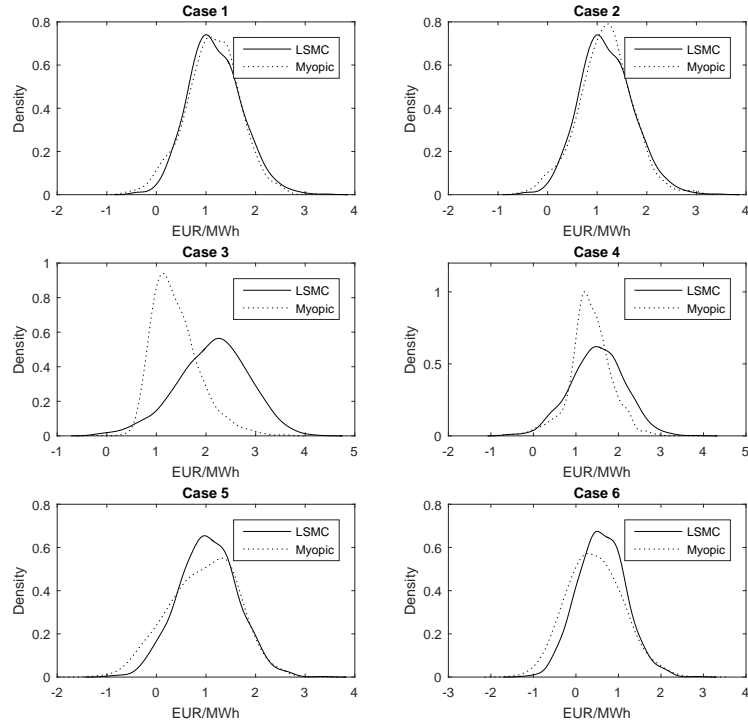 Case 1
0.8
0.6
0.4
0.2
0
Density
LSMC
Myopic
-2 -1 0 1 2 3 4
EUR/MWh
Case 2
0.8
0.6
0.4
0.2
0
Density
LSMC
Myopic
-2 -1 0 1 2 3 4
EUR/MWh
Case 3
1
0.8
0.6
0.4
0.2
0
Density
LSMC
Myopic
-1 0 1 2 3 4 5
EUR/MWh
Case 4
1
0.5
0
Density
LSMC
Myopic
-2 -1 0 1 2 3 4 5
EUR/MWh
Case 5
0.8
0.6
0.4
0.2
0
Density
LSMC
Myopic
-2 -1 0 1 2 3 4
EUR/MWh
Case 6
0.8
0.6
0.4
0.2
0
Density
LSMC
Myopic
-3 -2 -1 0 1 2 3 4
EUR/MWh